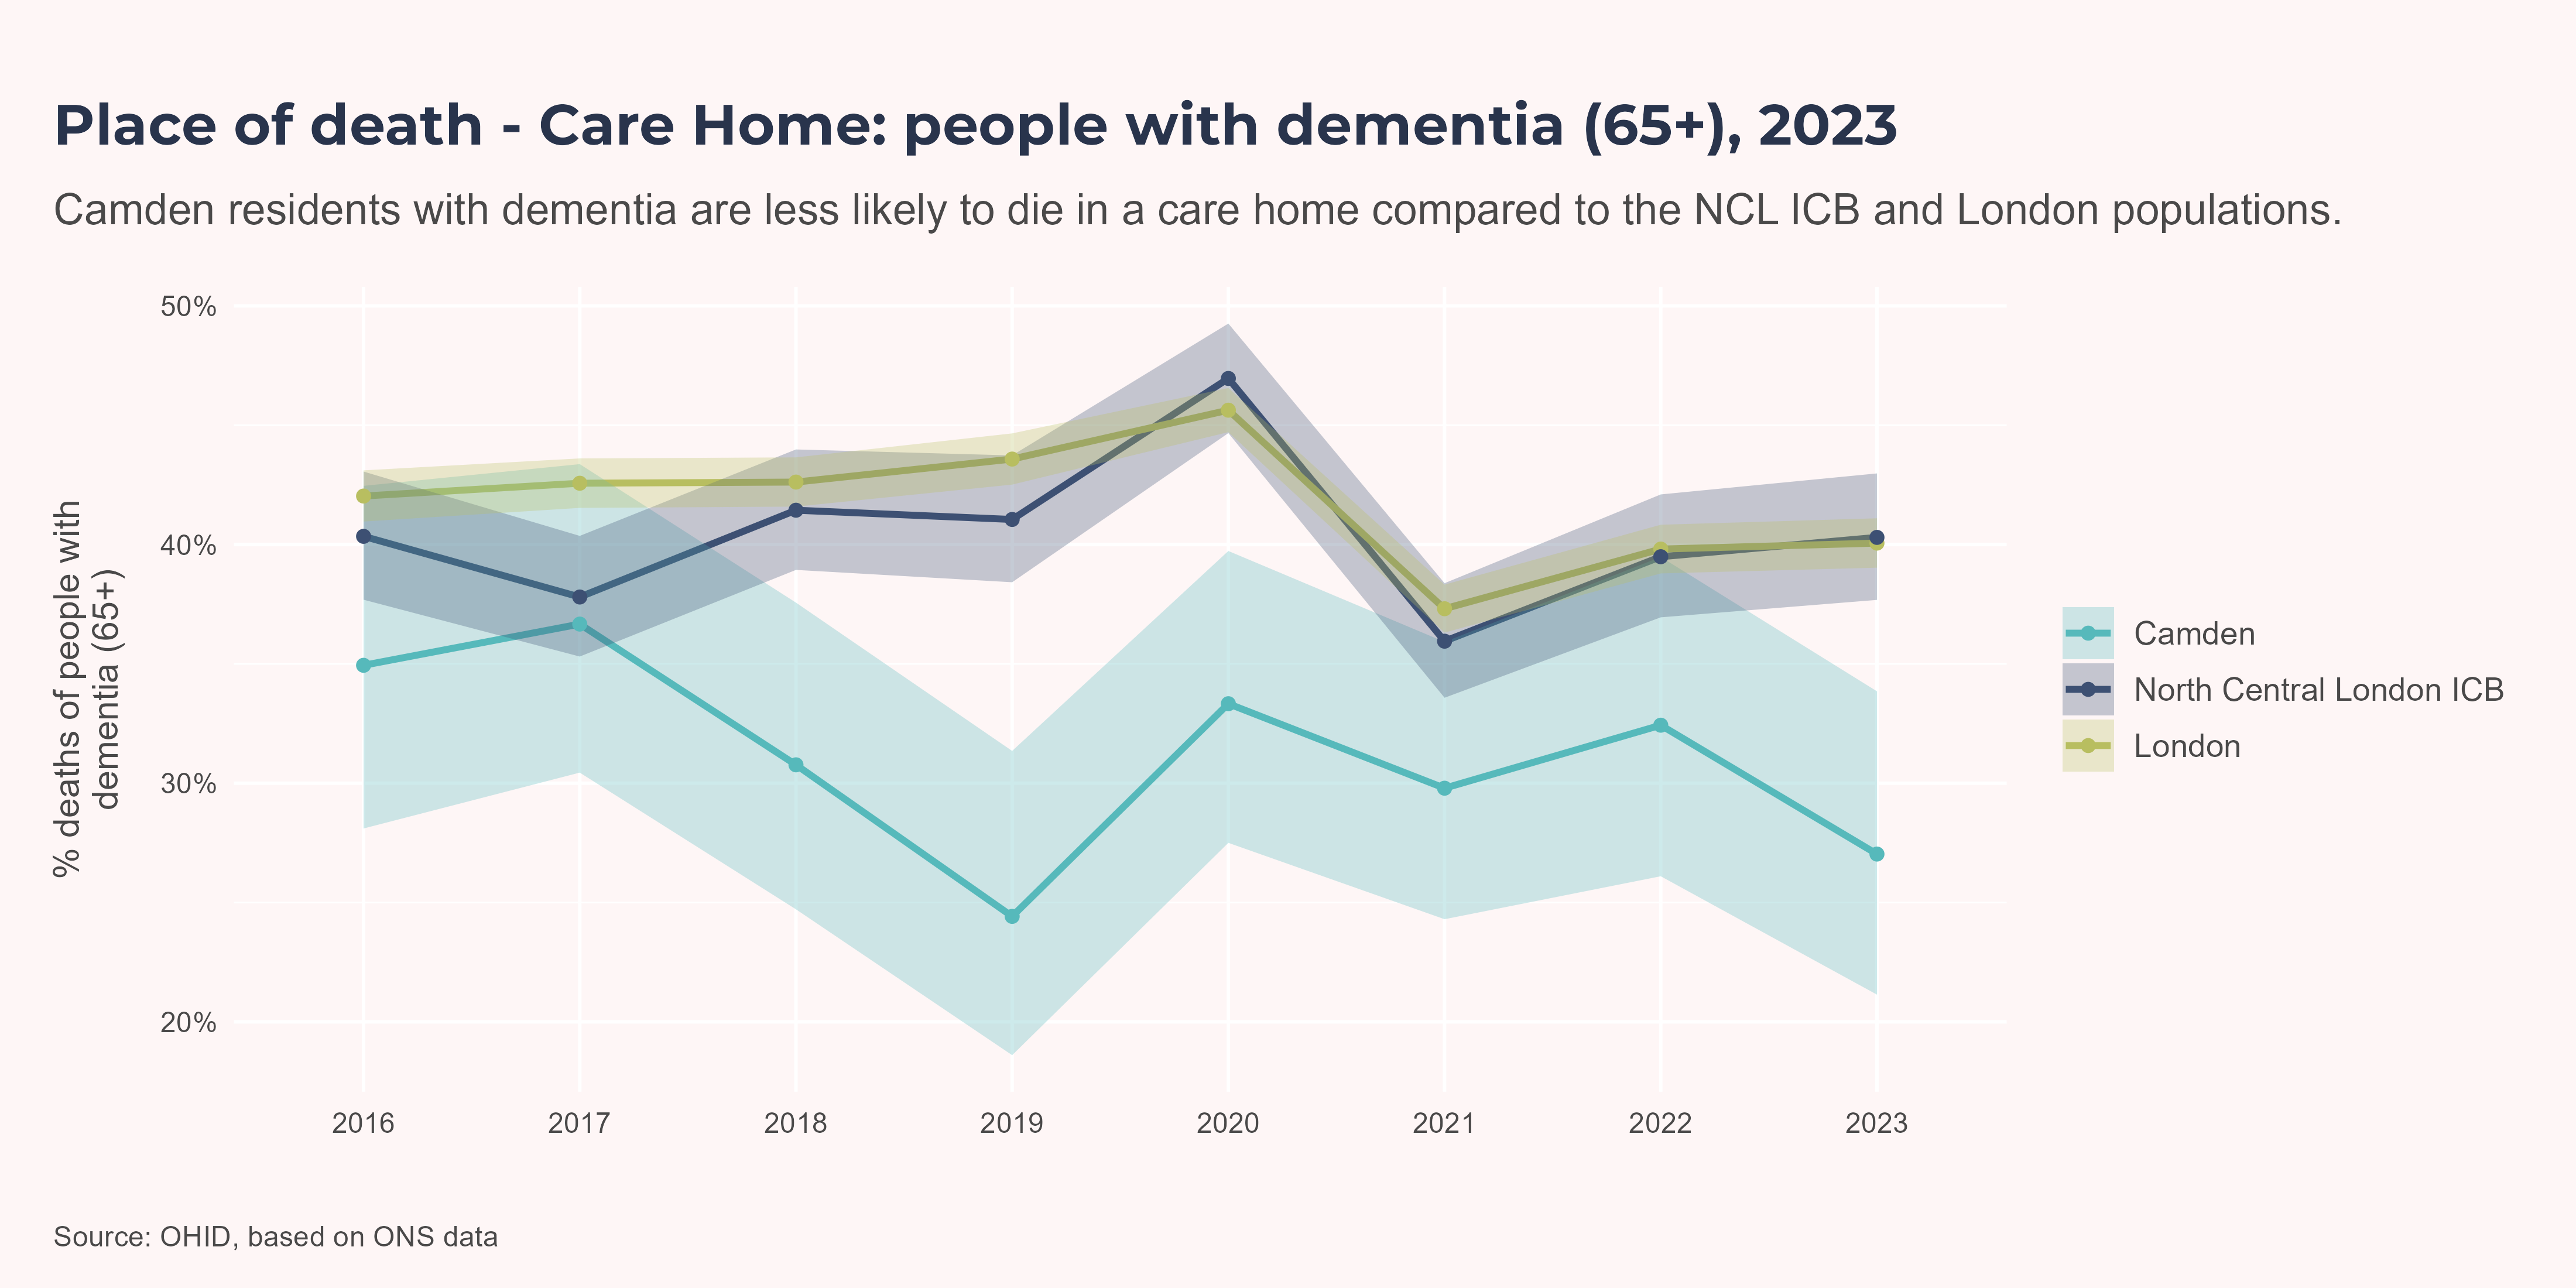 Place of death - Care Home: people with dementia (65+), 2023
Camden residents with dementia are less likely to die in a care home compared to the NCL ICB and London populations.
% deaths of people with
dementia (65+)
50%
40%
30%
20%
2016 2017 2018 2019 2020 2021 2022 2023
Camden
North Central London ICB
London
Source: OHID, based on ONS data